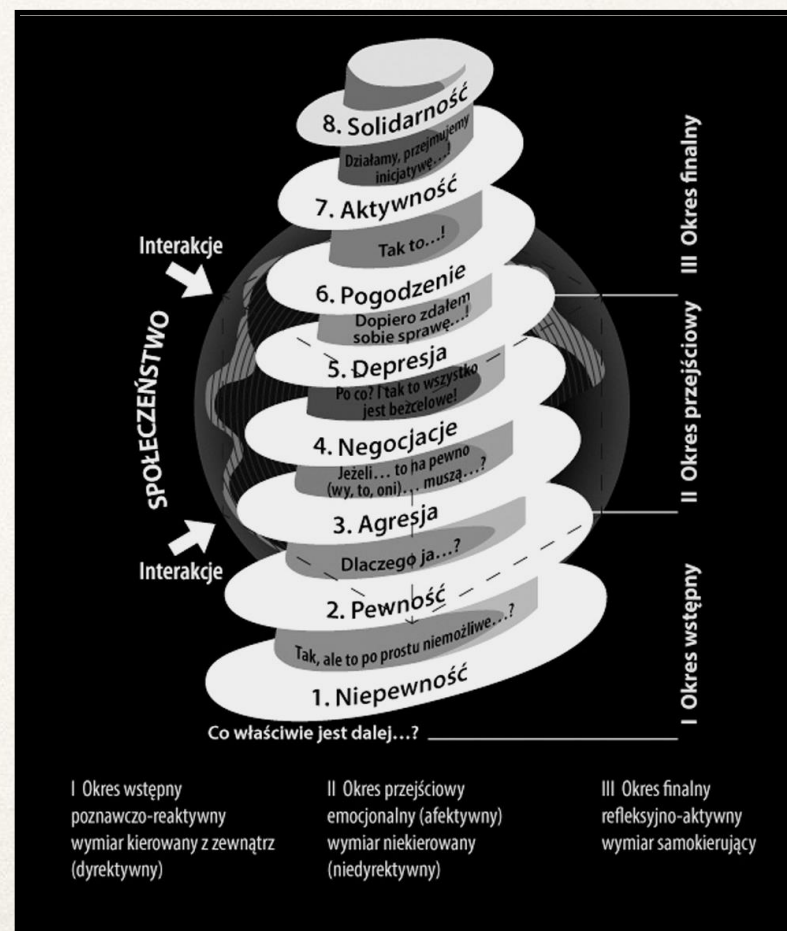 8. Solidarność
Działamy, przejmujemy
inicjatywę...!
7. Aktywność
Tak to...!
6. Pogodzenie
Dopiero zdałem
sobie sprawę...!
5. Depresja
Po co? I tak to wszystko
jest bezcelowe!
4. Negocjacje
Jeżeli... to na pewno
(wy, to, oni)... muszą...?
3. Agresja
Dlaczego ja...?
2. Pewność
Tak, ale to po prostu niemożliwe...?
1. Niepewność
Co właściwie jest dalej...?
Interakcje
SPOŁECZEŃSTWO
Interakcje
III Okres finalny
II Okres przejściowy
I Okres wstępny
I Okres wstępny
poznawczo-reaktywny
wymiar kierowany z zewnątrz
(dyrektywny)
II Okres przejściowy
emocjonalny (afektywny)
wymiar niekierowany
(niedyrektywny)
III Okres finalny
refleksyjno-aktywny
wymiar samokierujący